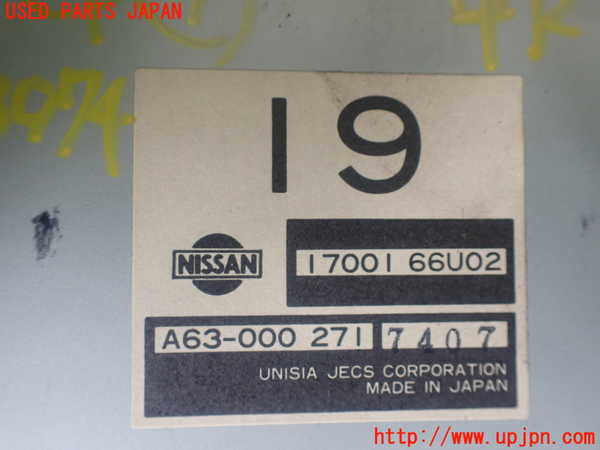 USED PARTS JAPAN
4R
19
NISSAN
17001 66U02
A63-000 271 7407
UNISIA JECS CORPORATION
MADE IN JAPAN
http://www.upjpn.com/